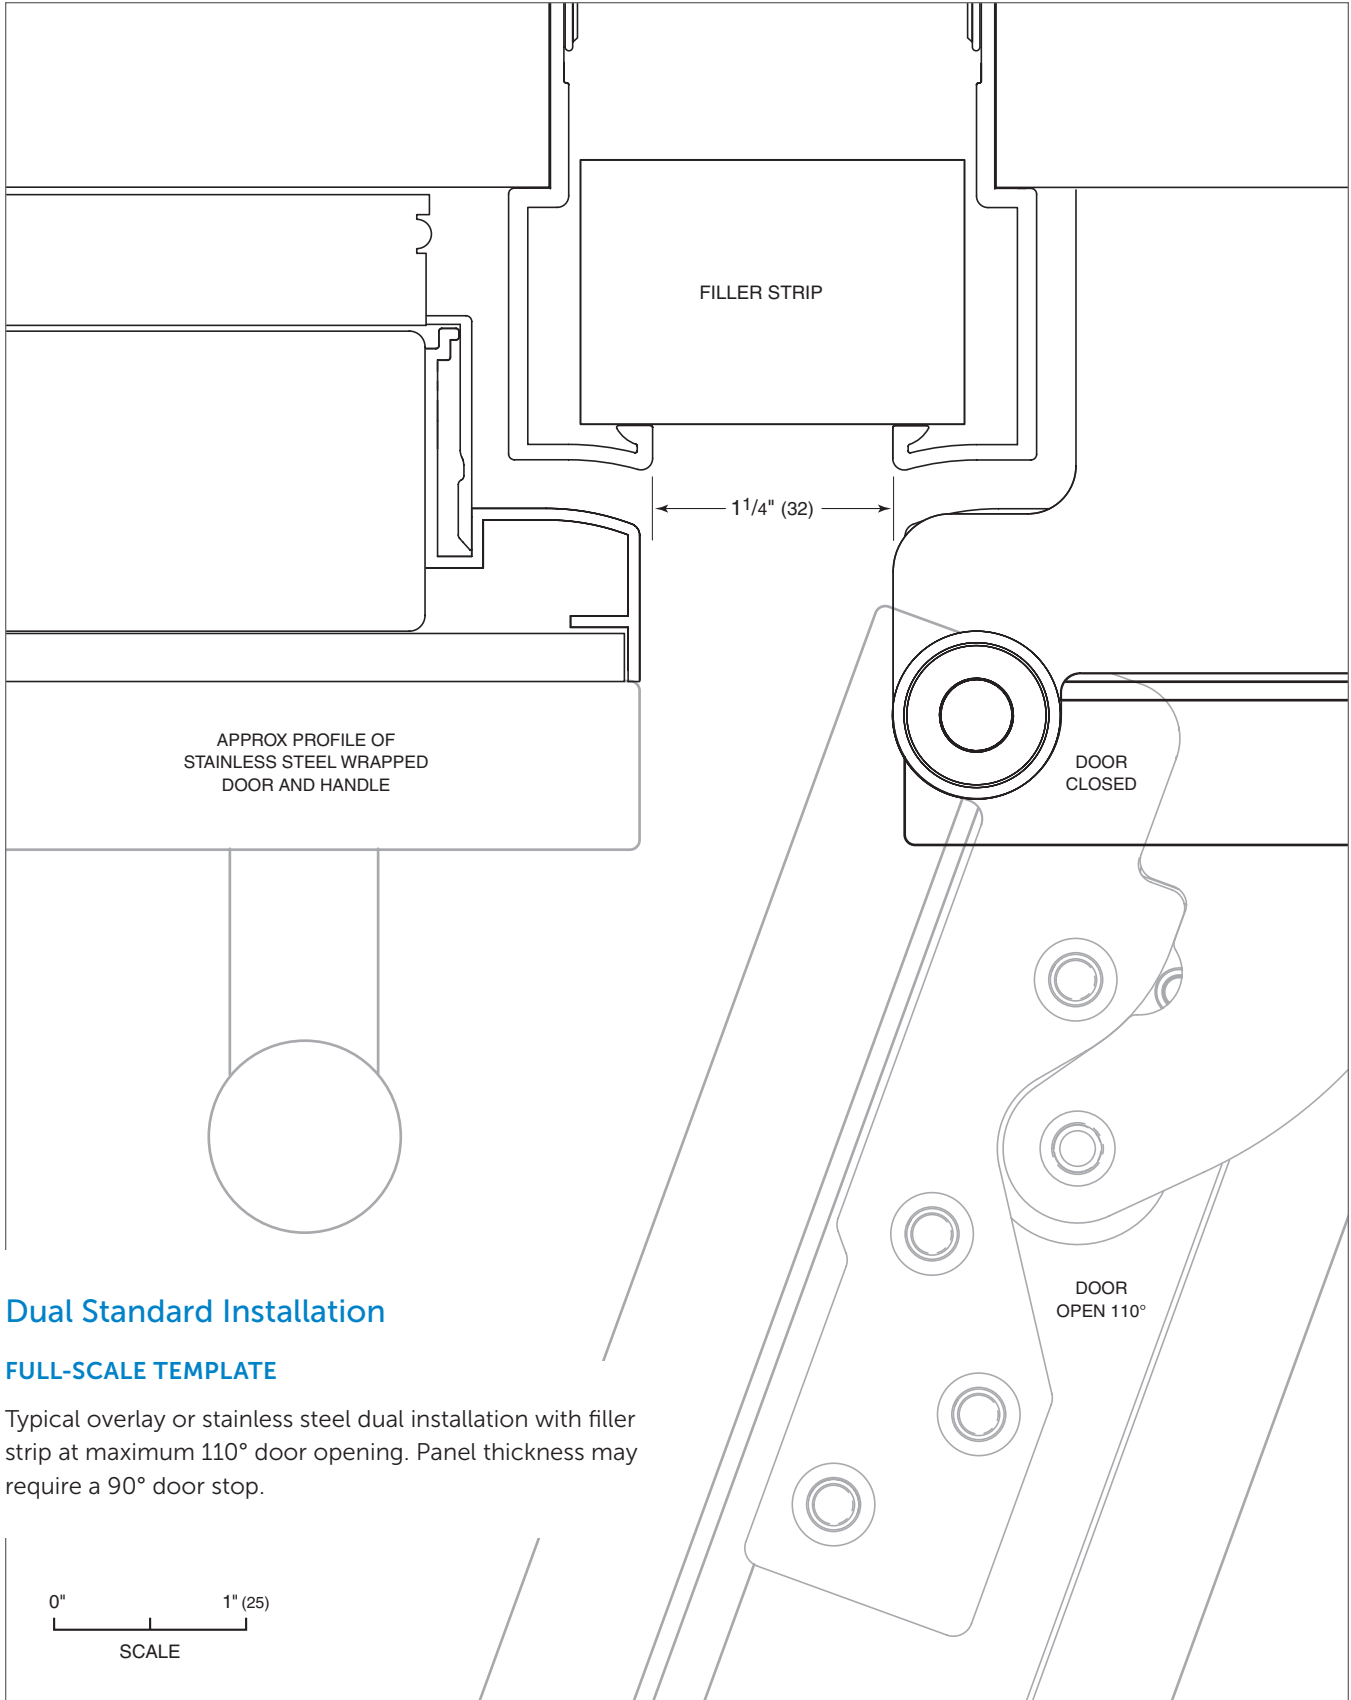 FILLER STRIP
1 1/4" (32)
APPROX PROFILE OF
STAINLESS STEEL WRAPPED
DOOR AND HANDLE
DOOR
CLOSED
DOOR
OPEN 110°
Dual Standard Installation
FULL-SCALE TEMPLATE
Typical overlay or stainless steel dual installation with filler
strip at maximum 110° door opening. Panel thickness may
require a 90° door stop.
0" 1" (25)
SCALE